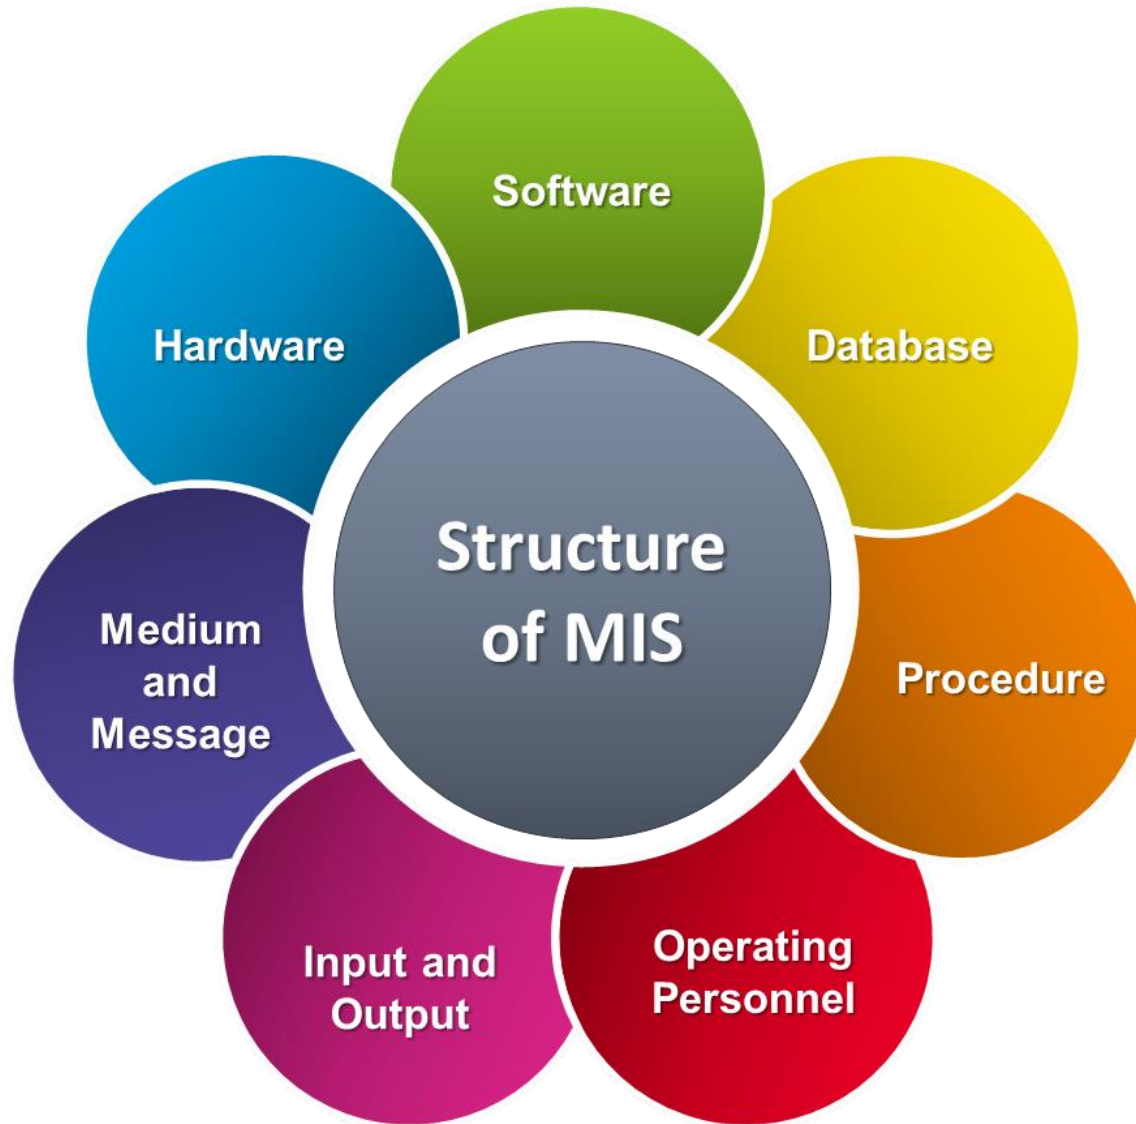 Software
Hardware
Database
Structure
of MIS
Medium
and
Message
Procedure
Input and
Output
Operating
Personnel